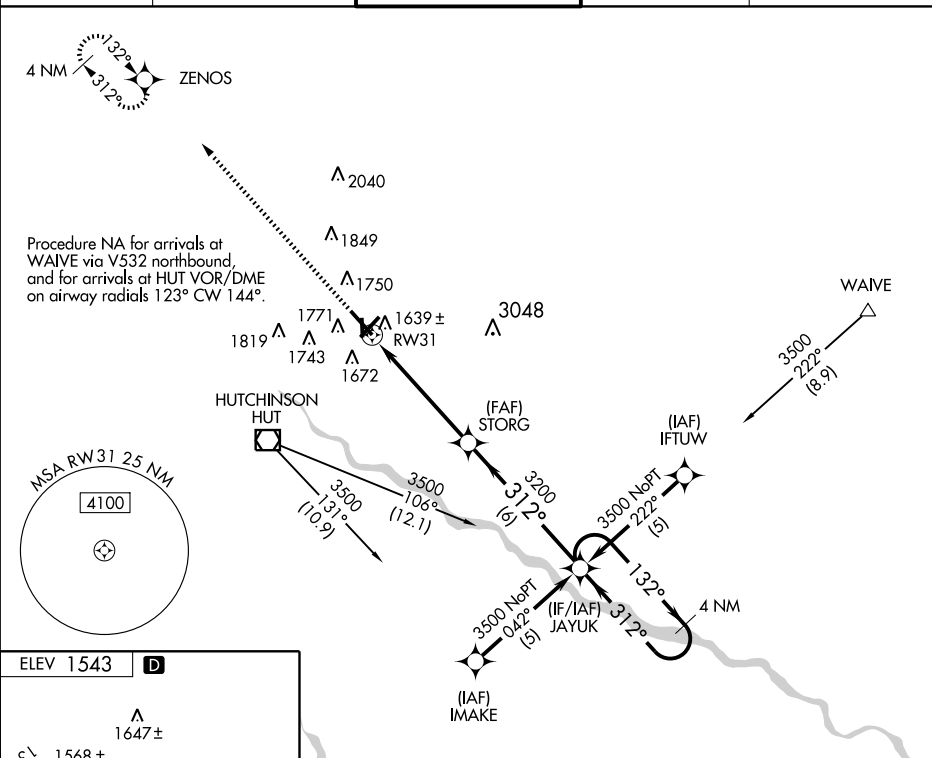 132°
4 NM
312°
ZENOS
2040
Procedure NA for arrivals at
WAIVE via V532 northbound,
and for arrivals at HUT VOR/DME
on airway radials 123° CW 144°.
1849
1750
WAIVE
1771
1639 ±
3048
1819
1743
RW31
1672
3500
222°
(8.9)
HUTCHINSON
HUT
(FAF)
STORG
(IAF)
IFTUW
MSA RW31 25 NM
4100
3500
131°
(10.9)
3500
106°
(12.1)
3200
312°
(6)
3500 NoPT
222°
(5)
132°
4 NM
312°
3500 NoPT
042°
(5)
(IF/IAF)
JAYUK
(IAF)
IMAKE
ELEV 1543
D
1647 ±
1568 ±